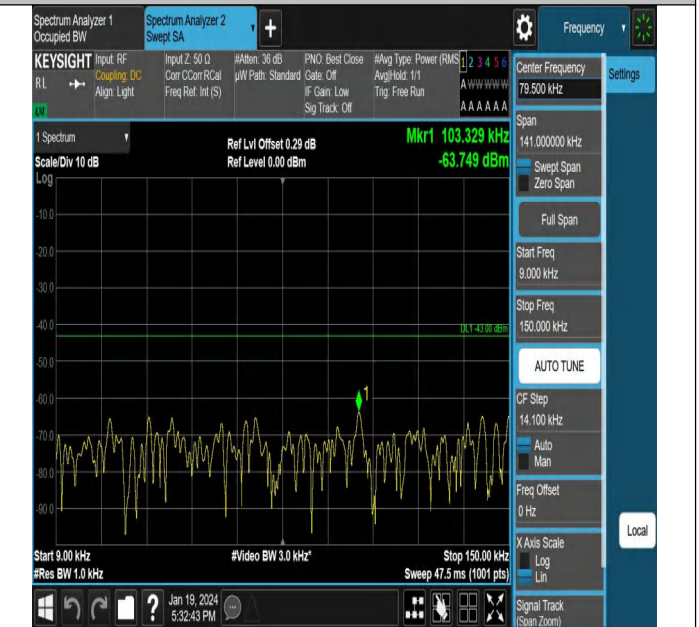 Spectrum Analyzer 1
Occupied BW
Spectrum Analyzer 2
Swept SA
+
Frequency
KEYSIGHT
RL
Input: RF
Coupling: DC
Align: Light
Input Z: 50 Ω
Corr CCorr RCal
Freq Ref: Int (S)
#Atten: 36 dB
µW Path: Standard
PNO: Best Close
Gate: Off
IF Gain: Low
Sig Track: Off
#Avg Type: Power (RMS
Avg|Hold: 1/1
Trig: Free Run
1 2 3 4 5 6
A W W W W W
A A A A A A
1 Spectrum
Scale/Div 10 dB
Log
Ref Lvl Offset 0.29 dB
Ref Level 0.00 dBm
Mkr1 103.329 kHz
-63.749 dBm
-10.0
-20.0
-30.0
-40.0
DL1 -43.00 dBm
-50.0
-60.0
1
-70.0
-80.0
-90.0
Start 9.00 kHz
#Res BW 1.0 kHz
#Video BW 3.0 kHz*
Stop 150.00 kHz
Sweep 47.5 ms (1001 pts)
Center Frequency
79.500 kHz
Settings
Span
141.000000 kHz
Swept Span
Zero Span
Full Span
Start Freq
9.000 kHz
Stop Freq
150.000 kHz
AUTO TUNE
CF Step
14.100 kHz
Auto
Man
Freq Offset
0 Hz
X Axis Scale
Log
Lin
Local
Signal Track
(Span Zoom)
?
Jan 19, 2024
5:32:43 PM